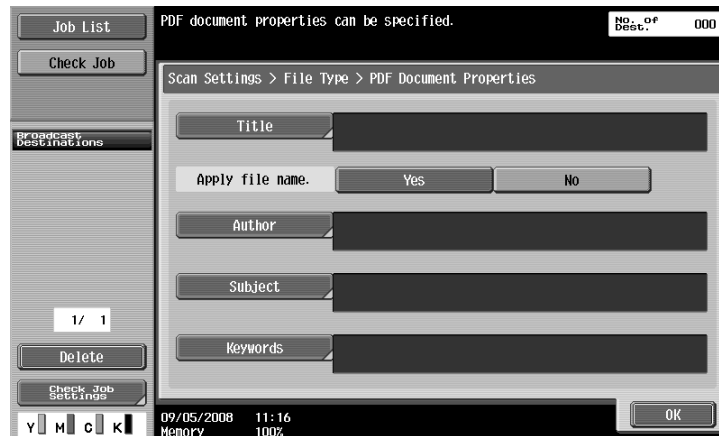 Job List
PDF document properties can be specified.
No. of
Dest.
000
Check Job
Scan Settings > File Type > PDF Document Properties
Title
Broadcast
Destinations
Apply file name.
Yes
No
Author
Subject
1/ 1
Keywords
Delete
Check Job
Settings
OK
Y M C K
09/05/2008 11:16
Memory 100%